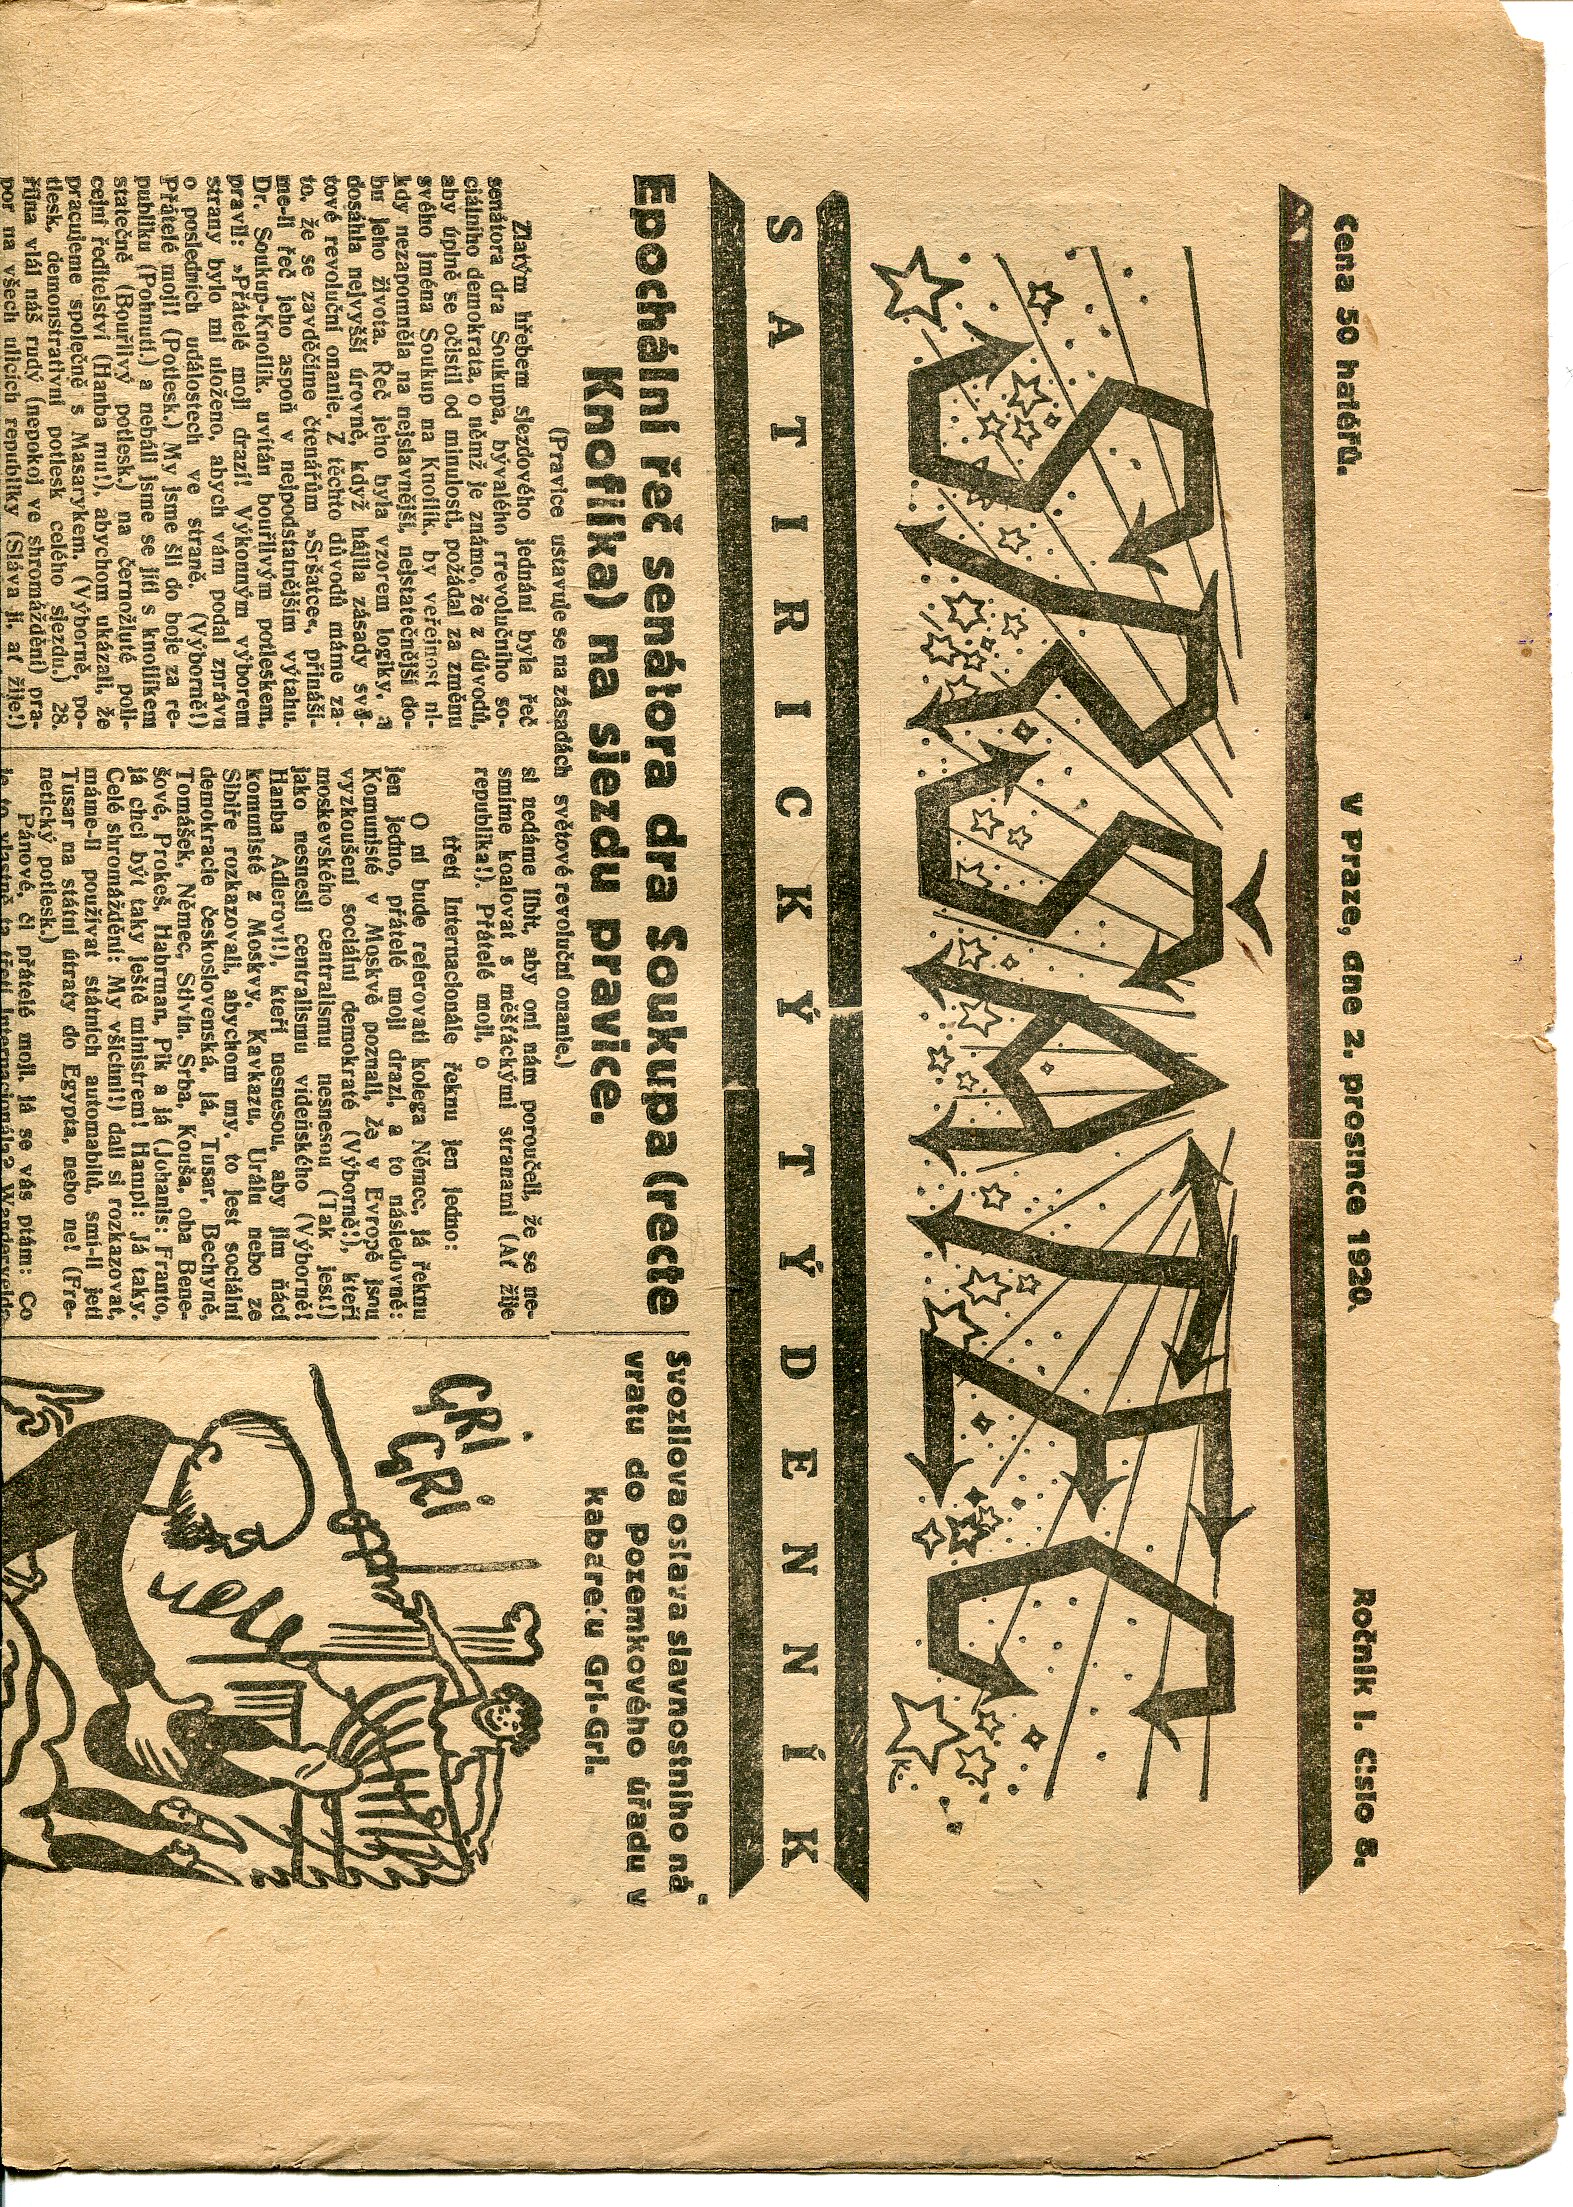 Cena 50 haléřů.
V Praze, dne 2. prosince 1920.
Ročník I. Číslo 8.
SRŠATEC
SATIRICKÝ TÝDENÍK
Epochální řeč senátora dra Soukupa (recte
Knoflíka) na sjezdu pravice.
(Pravice ustavuje se na zásadách světové revoluční onanie.)
Zlatým hřebem sjezdového jednání byla řeč
senátora dra Soukupa, bývalého rrevolučního so-
ciálního demokrata, o němž je známo, že z důvodů,
aby úplně se očistil od minulosti, požádal za změnu
svého jména Soukup na Knoflík, by veřejnost ni-
kdy nezapomněla na nejslavnější, nejstatečnější do-
bu jeho života. Řeč jeho byla vzorem logiky, a
dosáhla nejvyšší úrovně, když hájila zásady svě-
tové revoluční onanie. Z těchto důvodů máme za-
to, že se zavděčíme čtenářům »Sršatce«, přináší-
me-li řeč jeho aspoň v nejpodstatnějším výtahu.
Dr. Soukup-Knoflík, uvítán bouřlivým potleskem,
pravil: »Přátelé moji drazí! Výkonným výborem
strany bylo mi uloženo, abych vám podal zprávu
o posledních událostech ve straně. (Výborně!)
Přátelé moji! (Potlesk.) My jsme šli do boje za re-
publiku (Pohnutí.) a nebáli jsme se jíti s knoflíkem
statečně (Bouřlivý potlesk.) na černožluté poli-
cejní ředitelství (Hanba mu!), abychom ukázali, že
pracujeme společně s Masarykem. (Výborně, po-
tlesk, demonstrativní potlesk celého sjezdu.) 28.
října vlál náš rudý (nepokoj ve shromáždění) pra-
por na všech ulicích republiky (Sláva jí, ať žije!)
si nedáme líbit, aby oni nám poroučeli, že se ne-
smíme koalovat s měšťáckými stranami (Ať žije
republika!). Přátelé moji, o
třetí Internacionále řeknu jen jedno:
O ní bude referovati kolega Němec, já řeknu
jen jedno, přátelé moji drazí, a to následovně:
Komunisté v Moskvě poznali, že v Evropě jsou
vyzkoušení sociální demokraté (Výborně!), kteří
moskevského centralismu nesnesou (Tak jest!)
jako nesnesli centralismu vídeňského (Výborně!
Hanba Adlerovi!), kteří nesnesou, aby jim ňácí
komunisté z Moskvy, Kavkazu, Urálu nebo ze
Sibiře rozkazovali, abychom my, to jest sociální
demokracie československá, já, Tusar, Bechyně,
Tomášek, Němec, Stivín, Srba, Kouša, oba Bene-
šové, Prokeš, Habrman, Pik a já (Johanis: Franto,
já chci být taky ještě ministrem! Hampl: Já taky.
Celé shromáždění: My všicini!) dali si rozkazovat,
máme-li používat státních automobilů, smí-li jeti
Tusar na státní útraty do Egypta, nebo ne! (Fre-
netický potlesk.)
Pánové, či přátelé moji, já se vás ptám: Co
je to vlastně ta třetí Internacionála? Wandervelde
Svozilova oslava slavnostního ná
vratu do Pozemkového úřadu v
kabaretu Gri-Gri.
GRI
GRI
K.